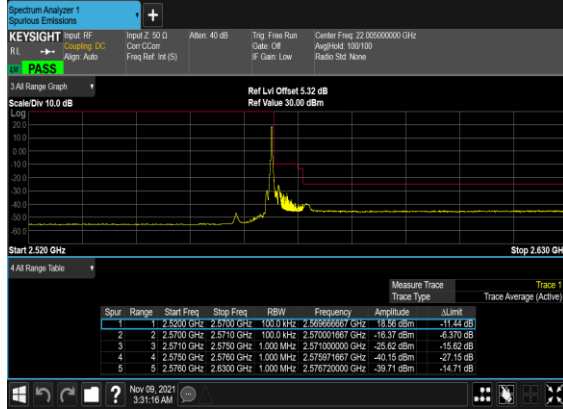 Spectrum Analyzer 1
Spurious Emissions
+
KEYSIGHT Input: RF Input Z: 50 Ω Atten: 40 dB Trig: Free Run Center Freq: 22.005000000 GHz
RL Coupling: DC Corr CCorr Gate: Off Avg|Hold: 100/100
Align: Auto Freq Ref: Int (S) IF Gain: Low Radio Std: None
PASS
3 All Range Graph
Ref Lvl Offset 5.32 dB
Scale/Div 10.0 dB Ref Value 30.00 dBm
Log
20.0
10.0
0.00
-10.0
-20.0
-30.0
-40.0
-50.0
-60.0
Start 2.520 GHz Stop 2.630 GH
4 All Range Table
Measure Trace Trace 1
Trace Type Trace Average (Active)
Spur Range Start Freq Stop Freq RBW Frequency Amplitude ΔLimit
1 1 2.5200 GHz 2.5700 GHz 100.0 kHz 2.569666667 GHz 18.56 dBm -11.44 dB
2 2 2.5700 GHz 2.5710 GHz 100.0 kHz 2.570001667 GHz -16.37 dBm -6.370 dB
3 3 2.5710 GHz 2.5750 GHz 1.000 MHz 2.571000000 GHz -25.62 dBm -15.62 dB
4 4 2.5750 GHz 2.5760 GHz 1.000 MHz 2.575971667 GHz -40.15 dBm -27.15 dB
5 5 2.5760 GHz 2.6300 GHz 1.000 MHz 2.576720000 GHz -39.71 dBm -14.71 dB
?
Nov 09, 2021
3:31:16 AM